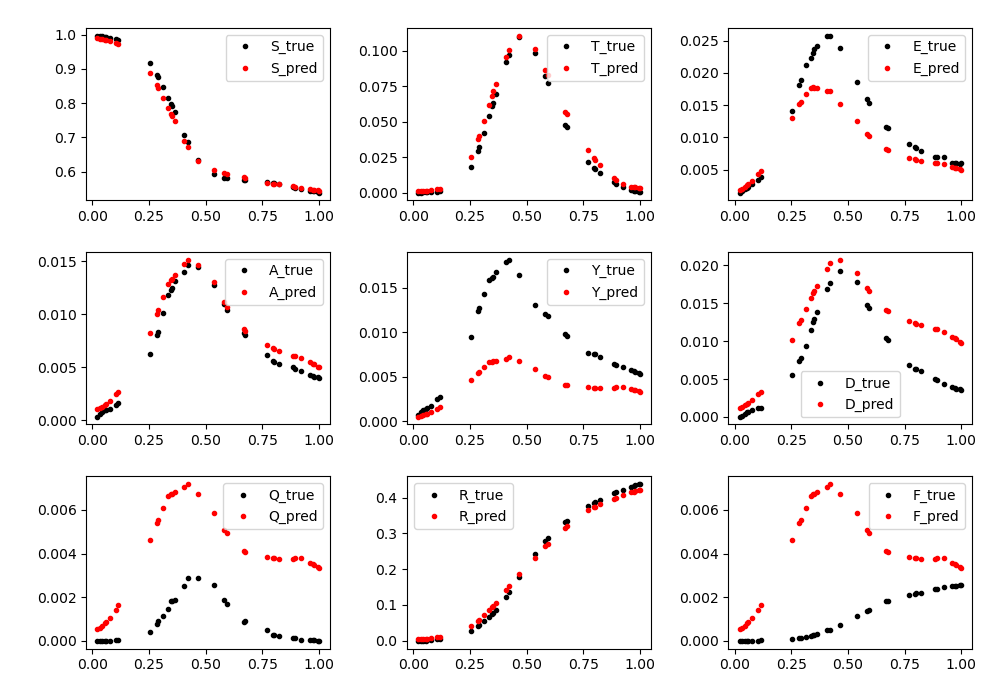 1.0
0.9
0.8
0.7
0.6
S_true
S_pred
0.00 0.25 0.50 0.75 1.00
0.100
0.075
0.050
0.025
0.000
T_true
T_pred
0.00 0.25 0.50 0.75 1.00
0.025
0.020
0.015
0.010
0.005
E_true
E_pred
0.00 0.25 0.50 0.75 1.00
0.015
0.010
0.005
0.000
A_true
A_pred
0.00 0.25 0.50 0.75 1.00
0.015
0.010
0.005
0.000
Y_true
Y_pred
0.00 0.25 0.50 0.75 1.00
0.020
0.015
0.010
0.005
0.000
D_true
D_pred
0.00 0.25 0.50 0.75 1.00
0.006
0.004
0.002
0.000
Q_true
Q_pred
0.00 0.25 0.50 0.75 1.00
0.4
0.3
0.2
0.1
0.0
R_true
R_pred
0.00 0.25 0.50 0.75 1.00
0.006
0.004
0.002
0.000
F_true
F_pred
0.00 0.25 0.50 0.75 1.00